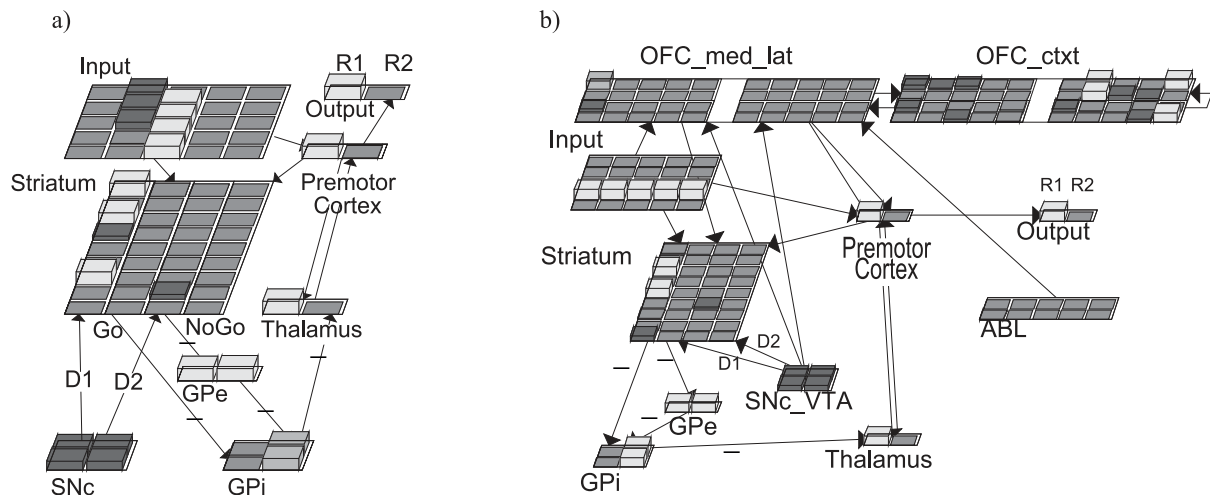 a)
Input
R1 R2
Output
Striatum
Premotor
Cortex
Go
NoGo
Thalamus
D1
D2
–
–
–
–
GPe
SNc
GPi
b)
OFC_med_lat
OFC_ctxt
Input
R1 R2
Output
Premotor
Cortex
Striatum
ABL
D1
D2
–
–
–
–
SNc_VTA
GPe
GPi
Thalamus